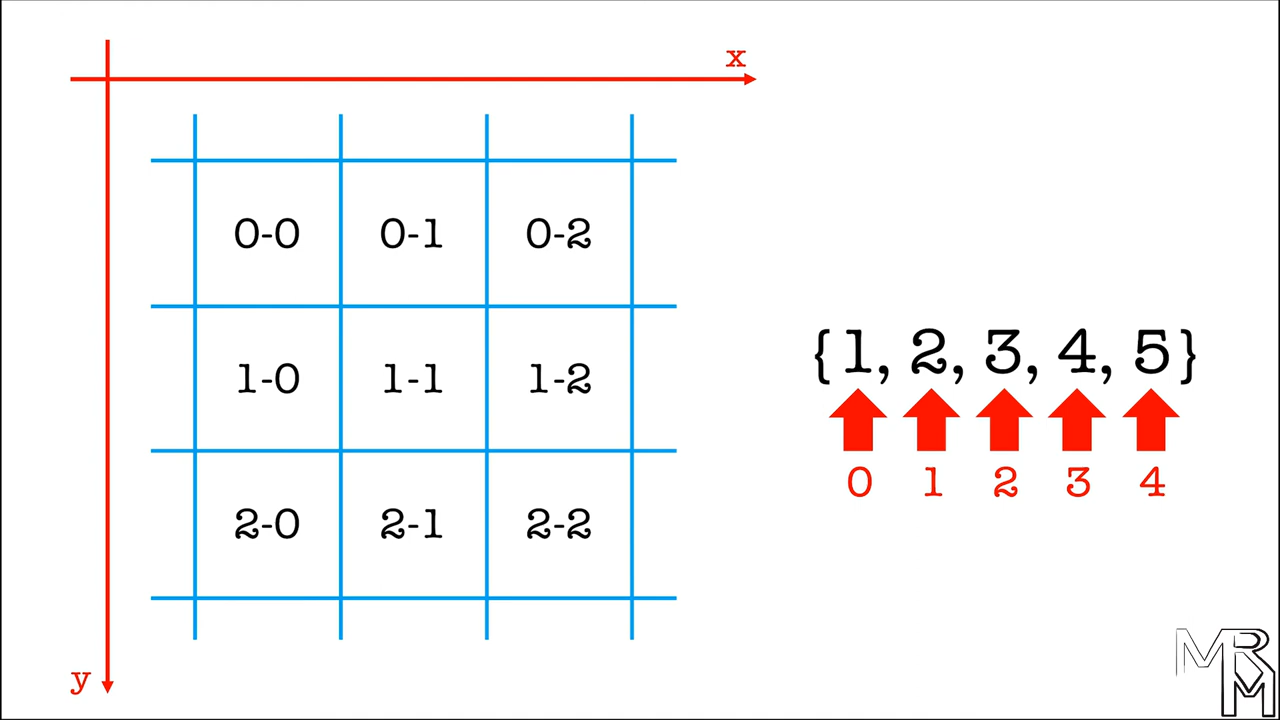 x
0-0 0-1 0-2
1-0 1-1 1-2
2-0 2-1 2-2
y
{1, 2, 3, 4, 5}
0 1 2 3 4
MRM